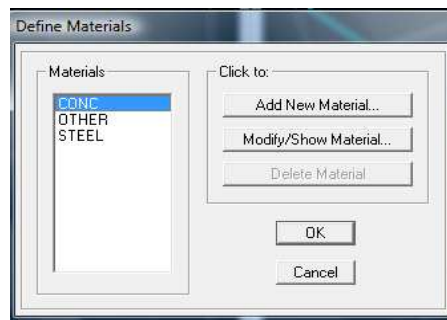 Define Materials
Materials
CONC
OTHER
STEEL
Click to:
Add New Material...
Modify/Show Material...
Delete Material
OK
Cancel